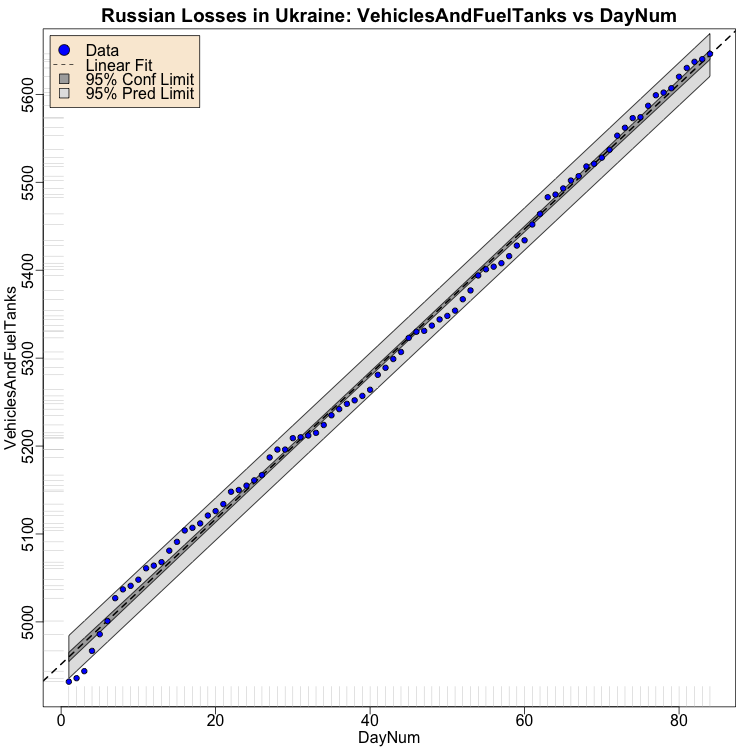 Russian Losses in Ukraine: VehiclesAndFuelTanks vs DayNum
Data
Linear Fit
95% Conf Limit
95% Pred Limit
VehiclesAndFuelTanks
5600
5500
5400
5300
5200
5100
5000
0 20 40 60 80
DayNum